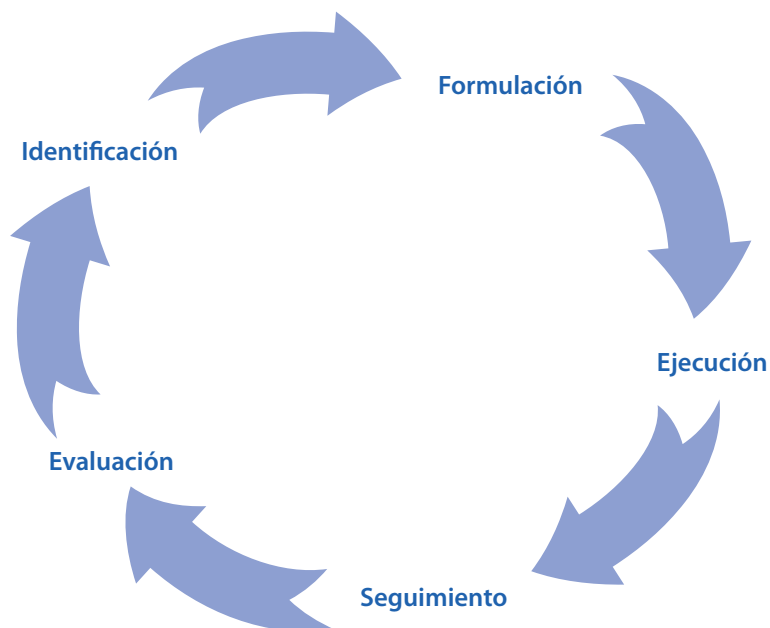 Formulación
Identificación
Ejecución
Evaluación
Seguimiento